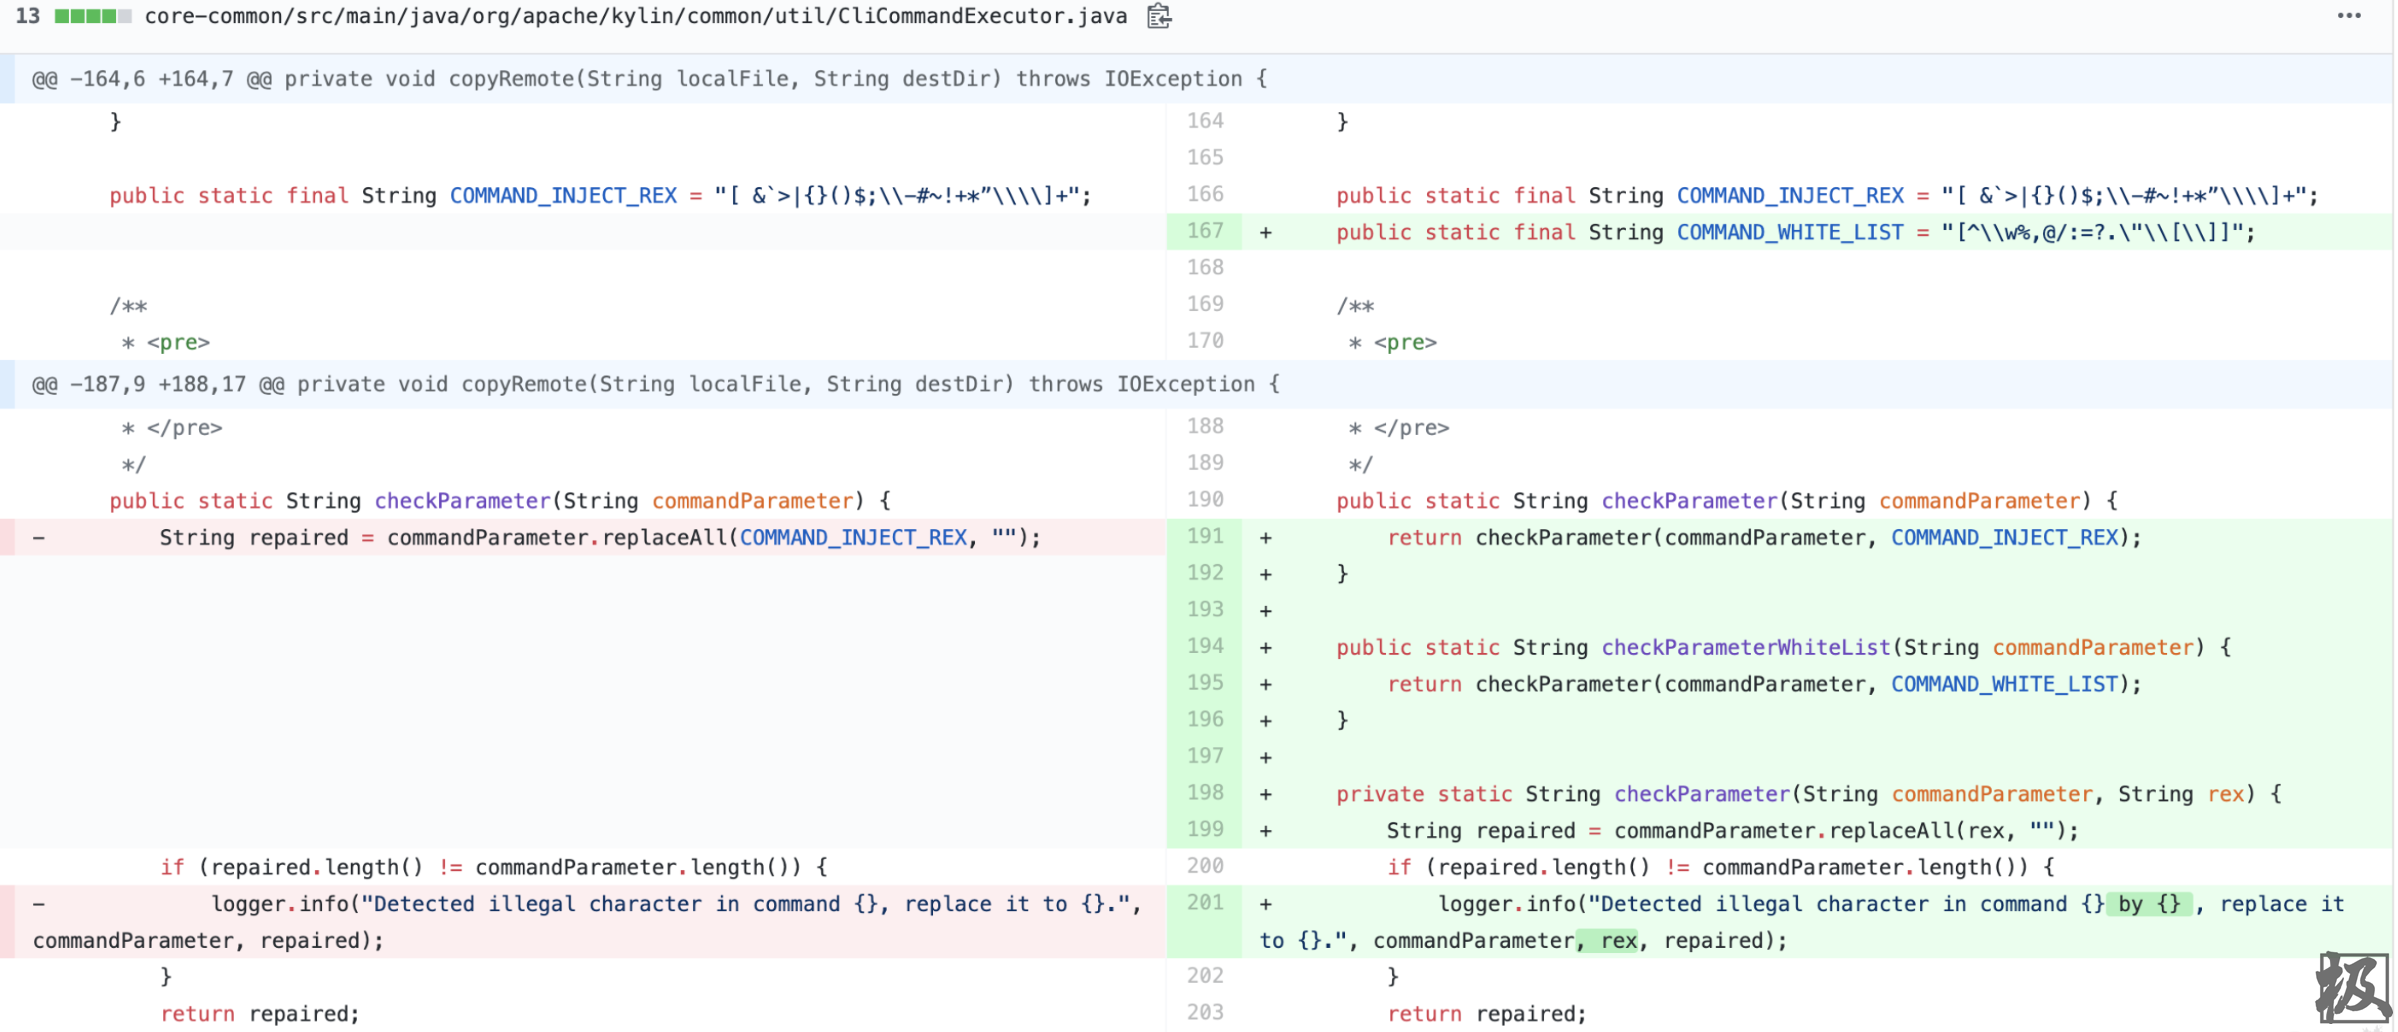 13 core-common/src/main/java/org/apache/kylin/common/util/CliCommandExecutor.java
@@ -164,6 +164,7 @@ private void copyRemote(String localFile, String destDir) throws IOException {
}
164 }
165
public static final String COMMAND_INJECT_REX = "[ &`>|{}()$;\\-#~!+*”\\\\]+";
166 public static final String COMMAND_INJECT_REX = "[ &`>|{}()$;\\-#~!+*”\\\\]+";
167 + public static final String COMMAND_WHITE_LIST = "[^\\w%,@/:=?.\"\\[\\]]";
168
/**
169 /**
* <pre>
170 * <pre>
@@ -187,9 +188,17 @@ private void copyRemote(String localFile, String destDir) throws IOException {
* </pre>
188 * </pre>
*/
189 */
public static String checkParameter(String commandParameter) {
190 public static String checkParameter(String commandParameter) {
- String repaired = commandParameter.replaceAll(COMMAND_INJECT_REX, "");
191 + return checkParameter(commandParameter, COMMAND_INJECT_REX);
192 + }
193 +
194 + public static String checkParameterWhiteList(String commandParameter) {
195 + return checkParameter(commandParameter, COMMAND_WHITE_LIST);
196 + }
197 +
198 + private static String checkParameter(String commandParameter, String rex) {
199 + String repaired = commandParameter.replaceAll(rex, "");
if (repaired.length() != commandParameter.length()) {
200 if (repaired.length() != commandParameter.length()) {
- logger.info("Detected illegal character in command {}, replace it to {}.",
commandParameter, repaired);
201 + logger.info("Detected illegal character in command {} by {} , replace it
to {}.", commandParameter, rex, repaired);
}
202 }
return repaired;
203 return repaired;
极